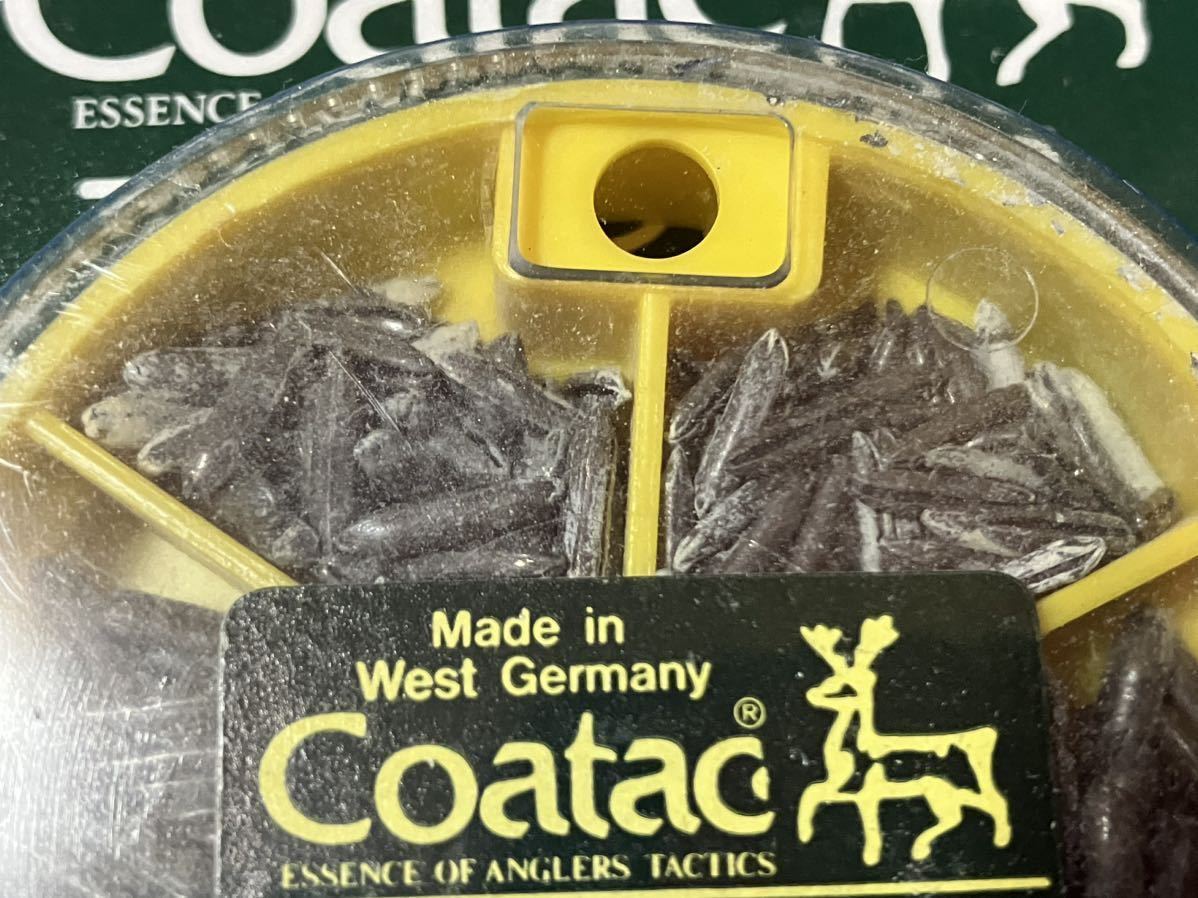 Coatac
ESSENCE
Made in
West Germany
Coatac®
ESSENCE OF ANGLERS TACTICS